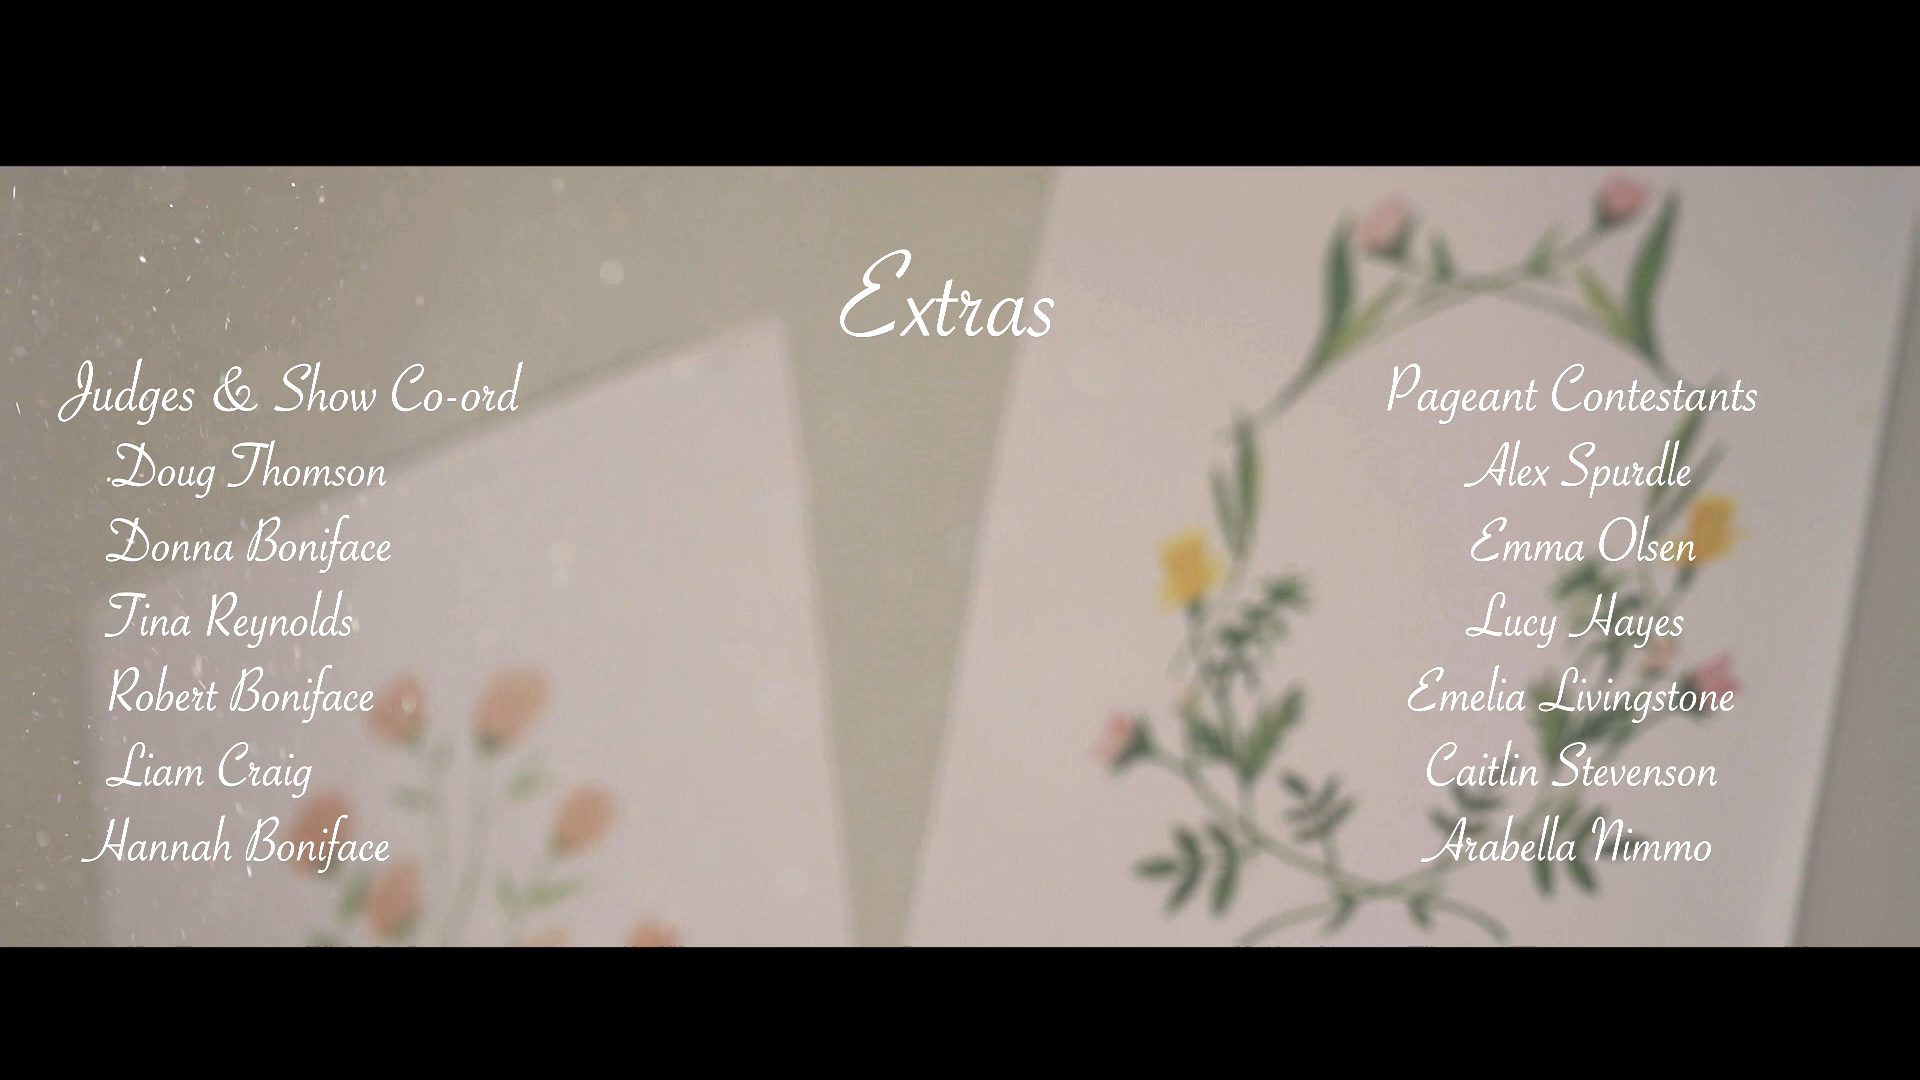 Extras
Judges & Show Co-ord
Doug Thomson
Donna Boniface
Tina Reynolds
Robert Boniface
Liam Craig
Hannah Boniface
Pageant Contestants
Alex Spurdle
Emma Olsen
Lucy Hayes
Emelia Livingstone
Caitlin Stevenson
Arabella Nimmo